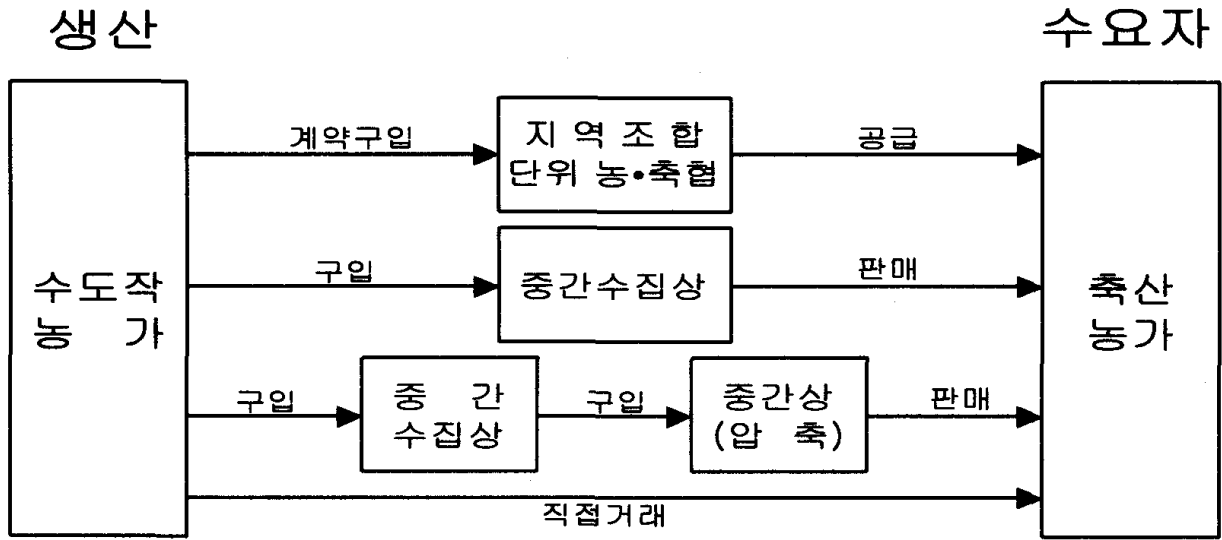 생산
수요자
계약구입
지역조합
단위 농•축협
공급
구입
중간수집상
판매
수도작
농 가
축산
농가
구입
중 간
수집상
구입
중간상
(압 축)
판매
직접거래